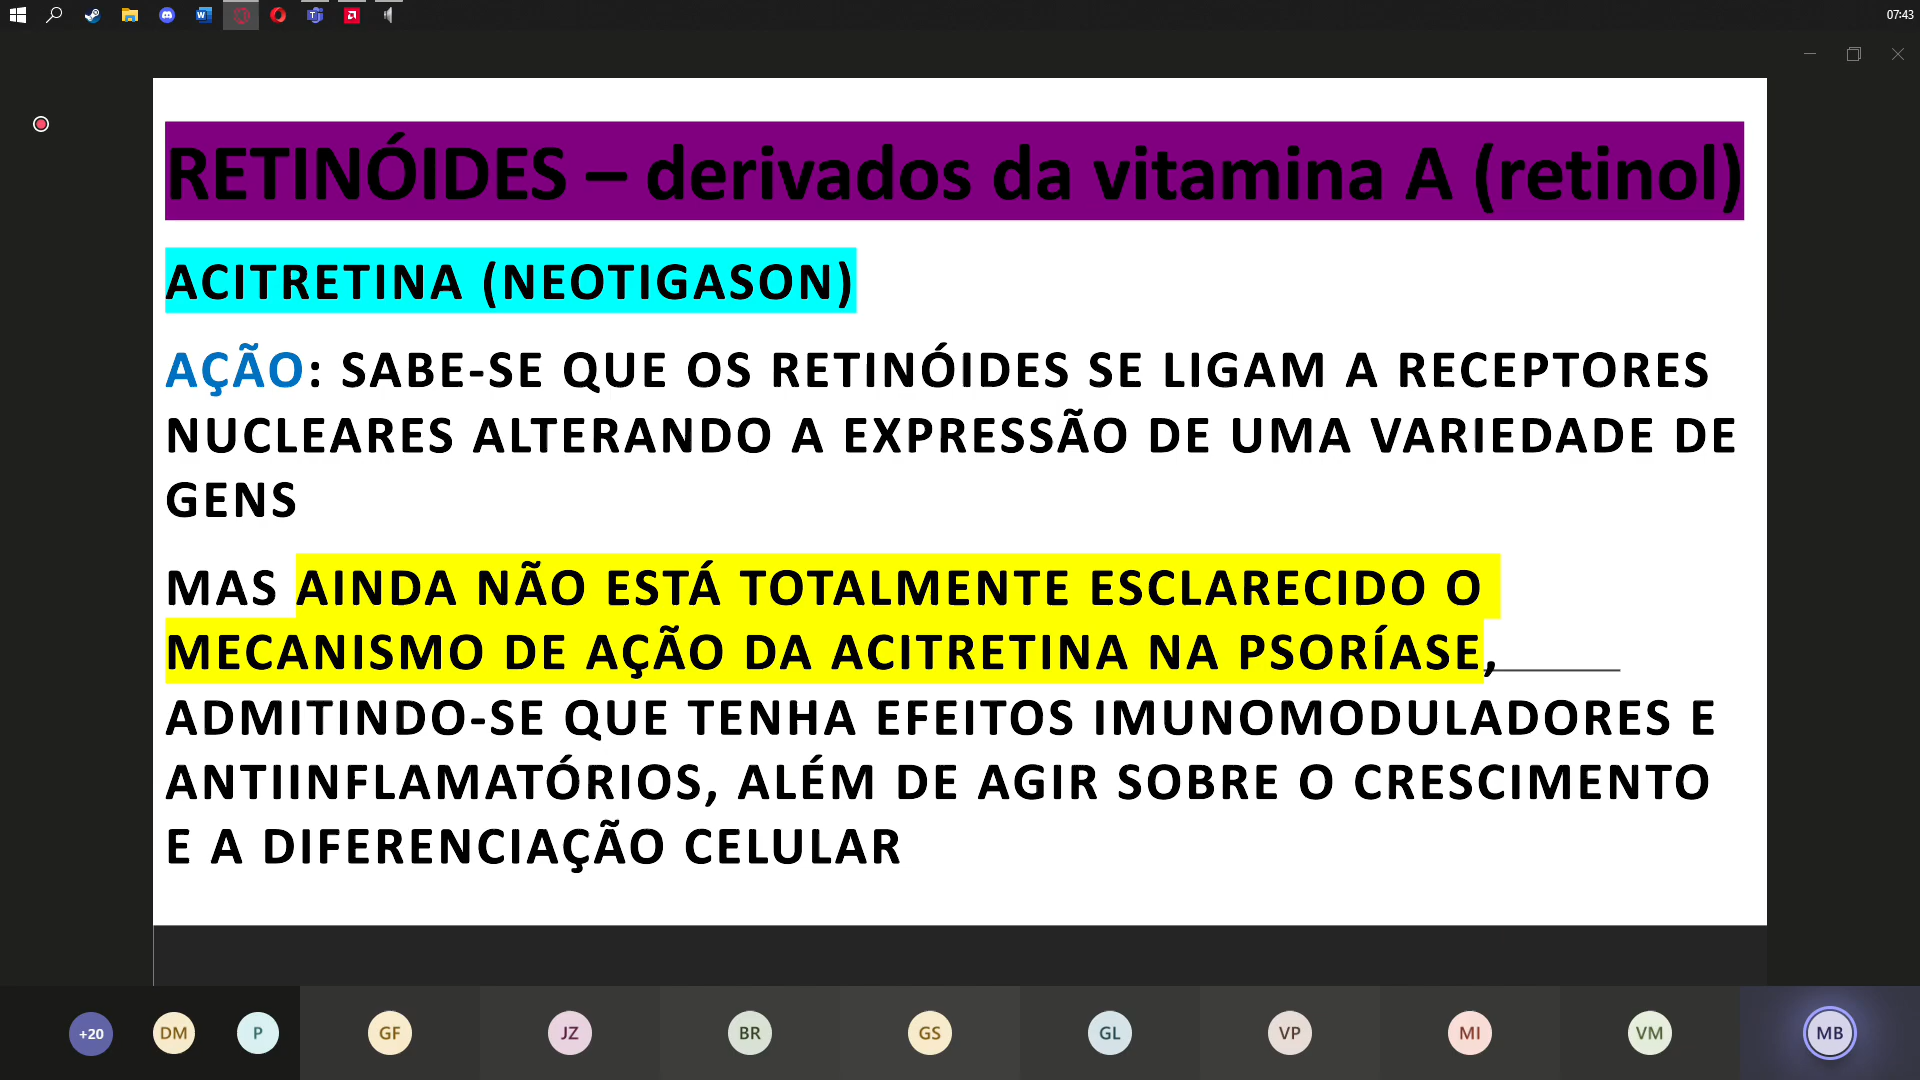 07:43
RETINÓIDES – derivados da vitamina A (retinol)
ACITRETINA (NEOTIGASON)
AÇÃO: SABE-SE QUE OS RETINÓIDES SE LIGAM A RECEPTORES
NUCLEARES ALTERANDO A EXPRESSÃO DE UMA VARIEDADE DE
GENS
MAS AINDA NÃO ESTÁ TOTALMENTE ESCLARECIDO O
MECANISMO DE AÇÃO DA ACITRETINA NA PSORÍASE,
ADMITINDO-SE QUE TENHA EFEITOS IMUNOMODULADORES E
ANTIINFLAMATÓRIOS, ALÉM DE AGIR SOBRE O CRESCIMENTO
E A DIFERENCIAÇÃO CELULAR
+20 DM P GF JZ BR GS GL VP MI VM MB